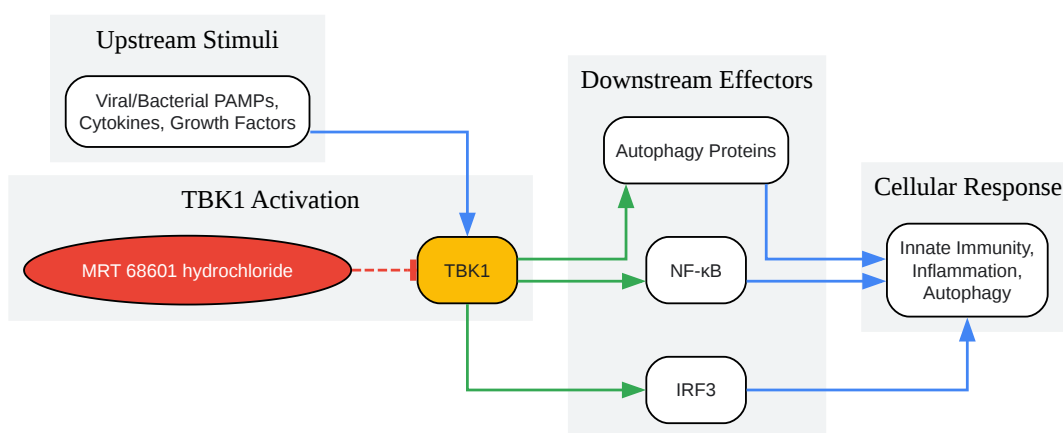 Upstream Stimuli
Viral/Bacterial PAMPs,
Cytokines, Growth Factors
TBK1 Activation
MRT 68601 hydrochloride
TBK1
Downstream Effectors
Autophagy Proteins
NF-κB
IRF3
Cellular Response
Innate Immunity,
Inflammation,
Autophagy